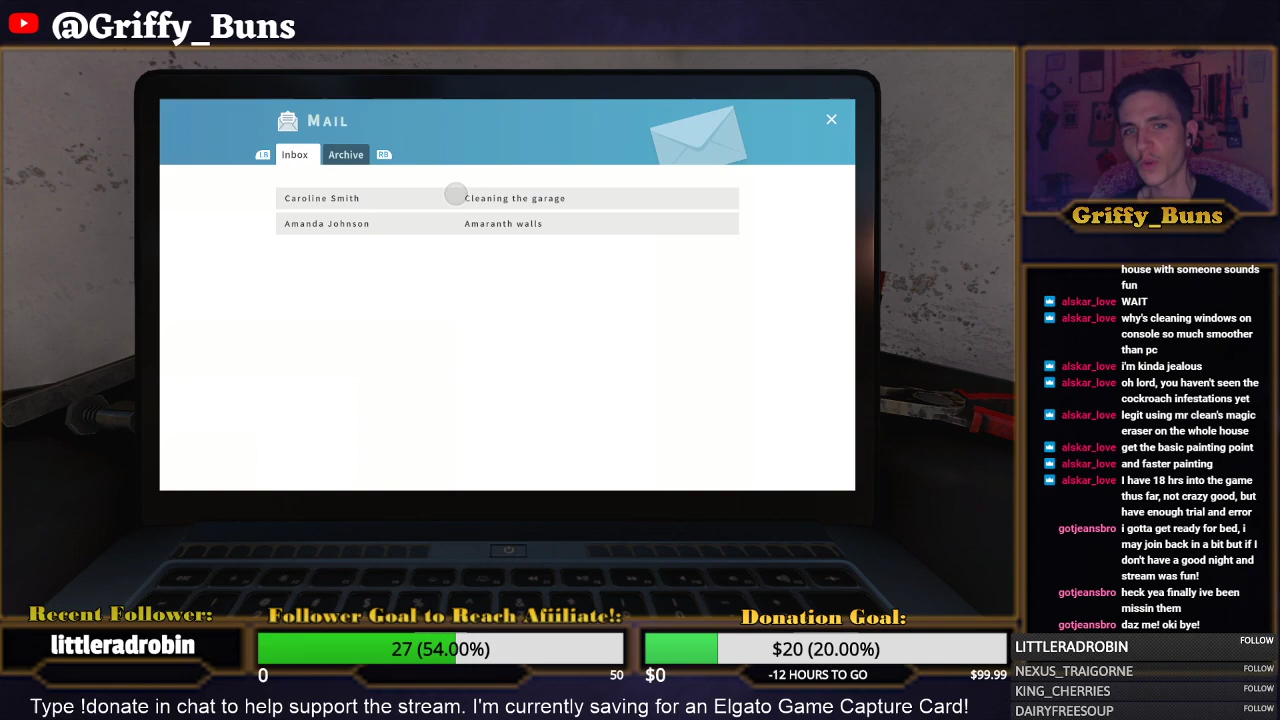 @Griffy_Buns
MAIL
LB Inbox Archive RB
Caroline Smith Cleaning the garage
Amanda Johnson Amaranth walls
Griffy_Buns
house with someone sounds
fun
alskar_love WAIT
alskar_love why's cleaning windows on
console so much smoother
than pc
alskar_love i'm kinda jealous
alskar_love oh lord, you haven't seen the
cockroach infestations yet
alskar_love legit using mr clean's magic
eraser on the whole house
alskar_love get the basic painting point
alskar_love and faster painting
alskar_love I have 18 hrs into the game
thus far, not crazy good, but
have enough trial and error
gotjeansbro i gotta get ready for bed, i
may join back in a bit but if I
don't have a good night and
stream was fun!
gotjeansbro heck yea finally ive been
missin them
gotjeansbro daz me! oki bye!
Recent Follower:
littleradrobin
Follower Goal to Reach Afiiliate!:
27 (54.00%)
0 50
Donation Goal:
$20 (20.00%)
$0 -12 HOURS TO GO $99.99
LITTLERADROBIN FOLLOW
NEXUS_TRAIGORNE FOLLOW
KING_CHERRIES FOLLOW
DAIRYFREESOUP FOLLOW
Type !donate in chat to help support the stream. I'm currently saving for an Elgato Game Capture Card!